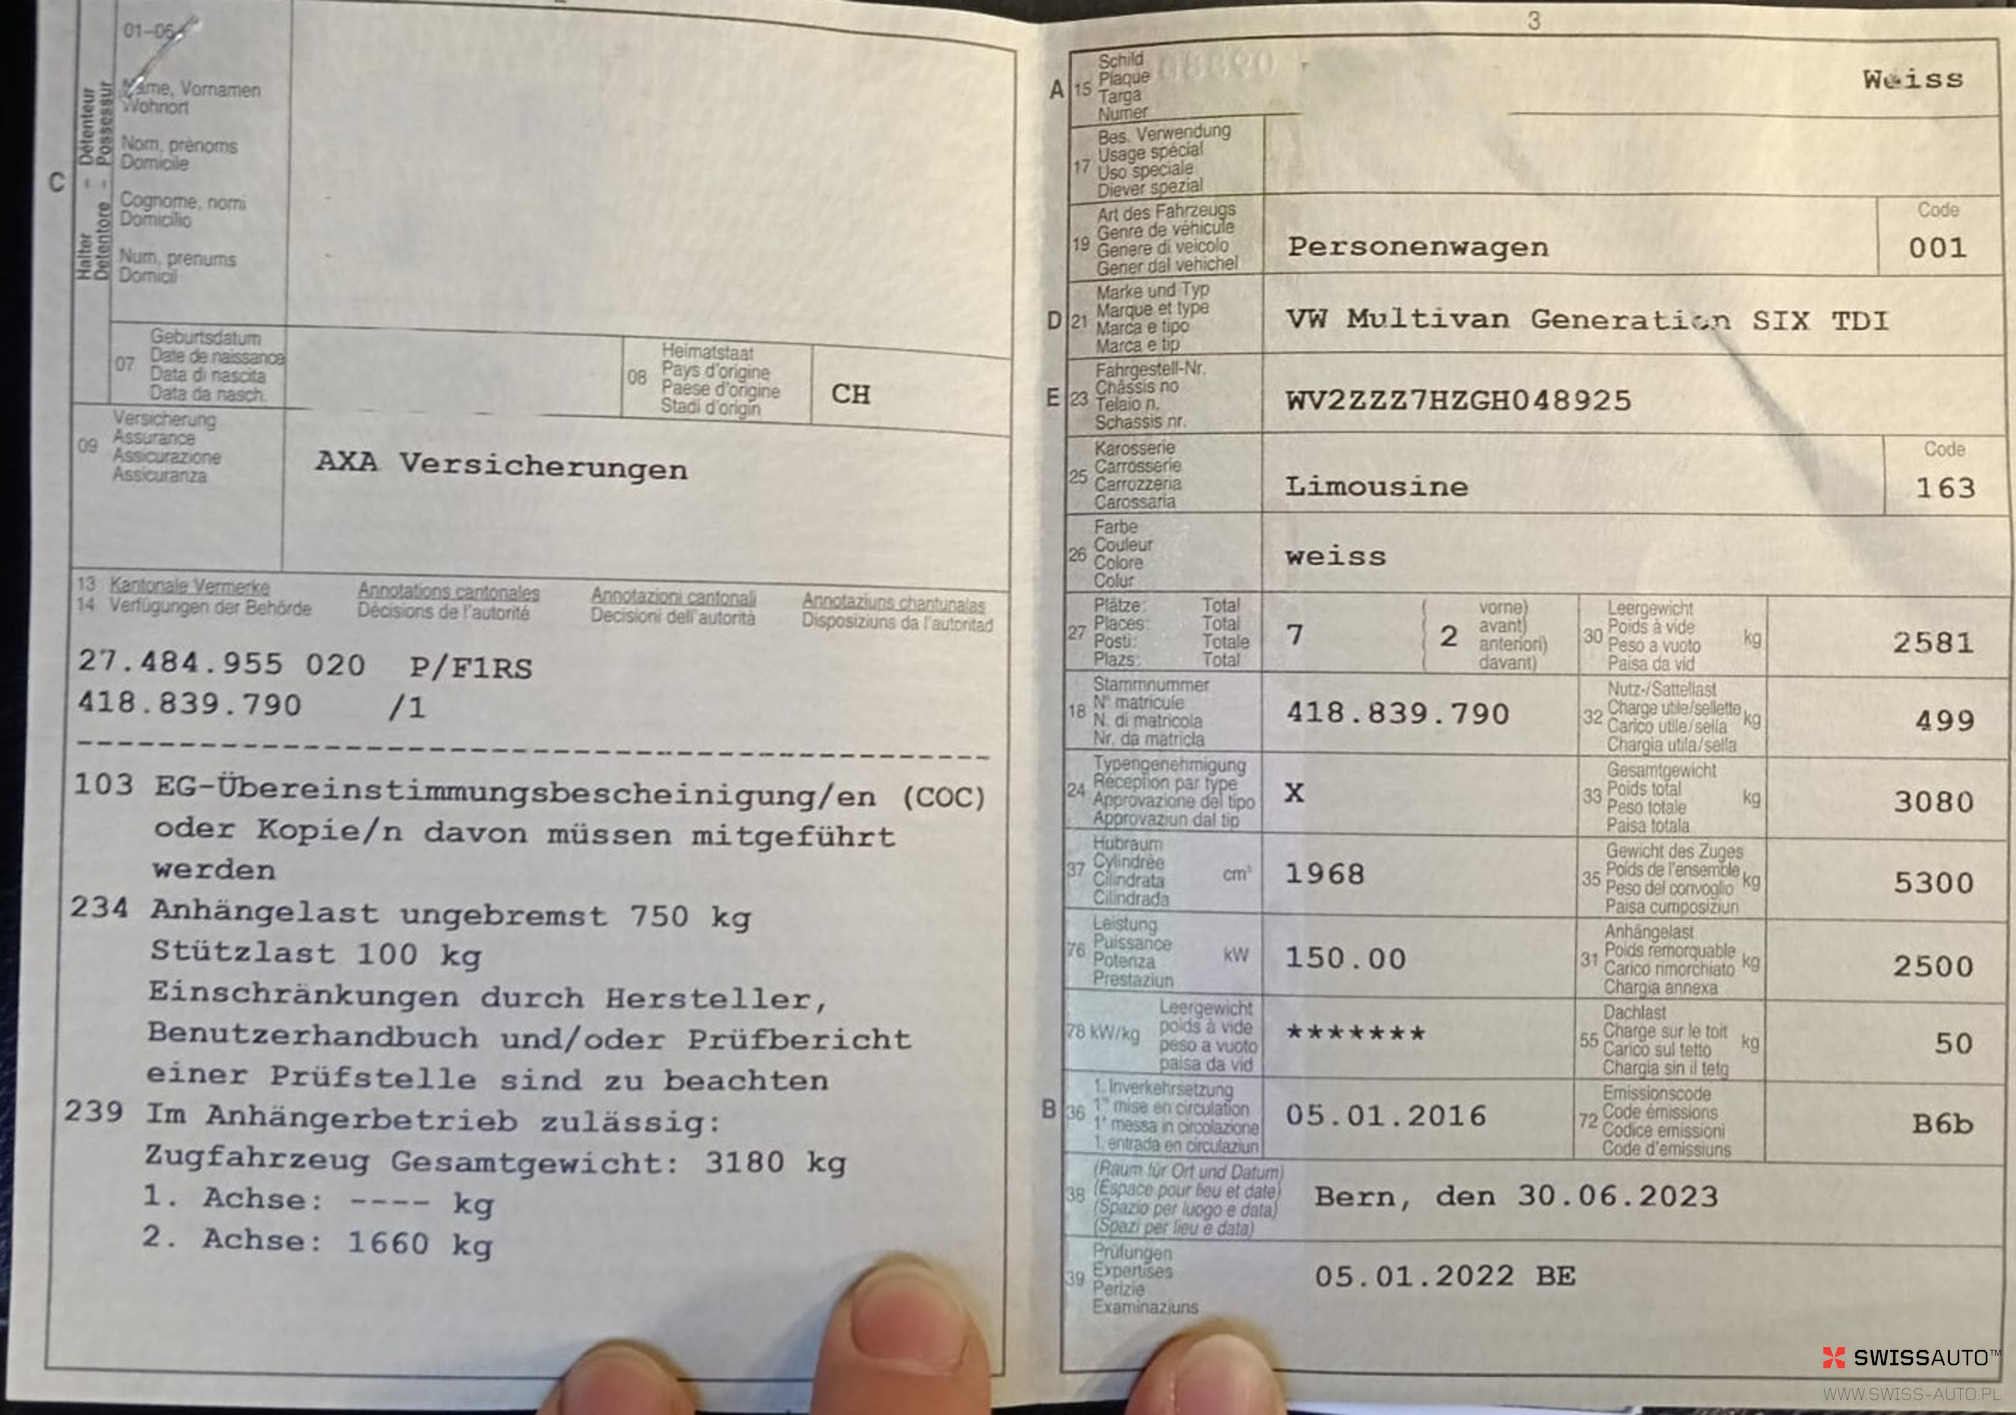 01-06
Name, Vornamen
Wohnort
Nom, prénoms
Domicile
Cognome, nomi
Domicilio
Num, prenums
Domicil
C
Halter - Détenteur
Detentore - Possessur
07
Geburtsdatum
Date de naissance
Data di nascita
Data da nasch.
08
Heimatstaat
Pays d'origine
Paese d'origine
Stadi d'origin
CH
09
Versicherung
Assurance
Assicurazione
Assicuranza
AXA Versicherungen
13 Kantonale Vermerke Annotations cantonales Annotazioni cantonali Annotaziuns chantunalas
14 Verfügungen der Behörde Décisions de l'autorité Decisioni dell'autorità Disposiziuns da l'autoritad
27.484.955 020 P/F1RS
418.839.790 /1
103 EG-Übereinstimmungsbescheinigung/en (COC)
oder Kopie/n davon müssen mitgeführt
werden
234 Anhängelast ungebremst 750 kg
Stützlast 100 kg
Einschränkungen durch Hersteller,
Benutzerhandbuch und/oder Prüfbericht
einer Prüfstelle sind zu beachten
239 Im Anhängerbetrieb zulässig:
Zugfahrzeug Gesamtgewicht: 3180 kg
1. Achse: ---- kg
2. Achse: 1660 kg
3
A 15
Schild
Plaque
Targa
Numer
Weiss
17
Bes. Verwendung
Usage spécial
Uso speciale
Diever spezial
19
Art des Fahrzeugs
Genre de véhicule
Genere di veicolo
Gener dal vehichel
Personenwagen
Code
001
D 21
Marke und Typ
Marque et type
Marca e tipo
Marca e tip
VW Multivan Generation SIX TDI
E 23
Fahrgestell-Nr.
Châssis no
Telaio n.
Schassis nr.
WV2ZZZ7HZGH048925
25
Karosserie
Carrosserie
Carrozzeria
Carossaria
Limousine
Code
163
26
Farbe
Couleur
Colore
Colur
weiss
27
Plätze: Total
Places: Total
Posti: Totale
Plazs: Total
7
( 2
vorne)
avant)
anteriori)
davant)
30
Leergewicht
Poids à vide
Peso a vuoto
Paisa da vid
kg
2581
18
Stammnummer
N° matricule
N. di matricola
Nr. da matricla
418.839.790
32
Nutz-/Sattellast
Charge utile/sellette
Carico utile/sella
Chargia utila/sella
kg
499
24
Typengenehmigung
Réception par type
Approvazione del tipo
Approvaziun dal tip
X
33
Gesamtgewicht
Poids total
Peso totale
Paisa totala
kg
3080
37
Hubraum
Cylindrée
Cilindrata
Cilindrada
cm³
1968
35
Gewicht des Zuges
Poids de l'ensemble
Peso del convoglio
Paisa cumposiziun
kg
5300
76
Leistung
Puissance
Potenza
Prestaziun
kW
150.00
31
Anhängelast
Poids remorquable
Carico rimorchiato
Chargia annexa
kg
2500
78 kW/kg
Leergewicht
poids à vide
peso a vuoto
paisa da vid
*******
55
Dachlast
Charge sur le toit
Carico sul tetto
Chargia sin il tetg
kg
50
B 36
1. Inverkehrsetzung
1re mise en circulation
1a messa in circolazione
1. entrada en circulaziun
05.01.2016
72
Emissionscode
Code émissions
Codice emissioni
Code d'emissiuns
B6b
38
(Raum für Ort und Datum)
(Espace pour lieu et date)
(Spazio per luogo e data)
(Spazi per lieu e data)
Bern, den 30.06.2023
39
Prüfungen
Expertises
Perizie
Examinaziuns
05.01.2022 BE
SWISSAUTO™
WWW.SWISS-AUTO.PL